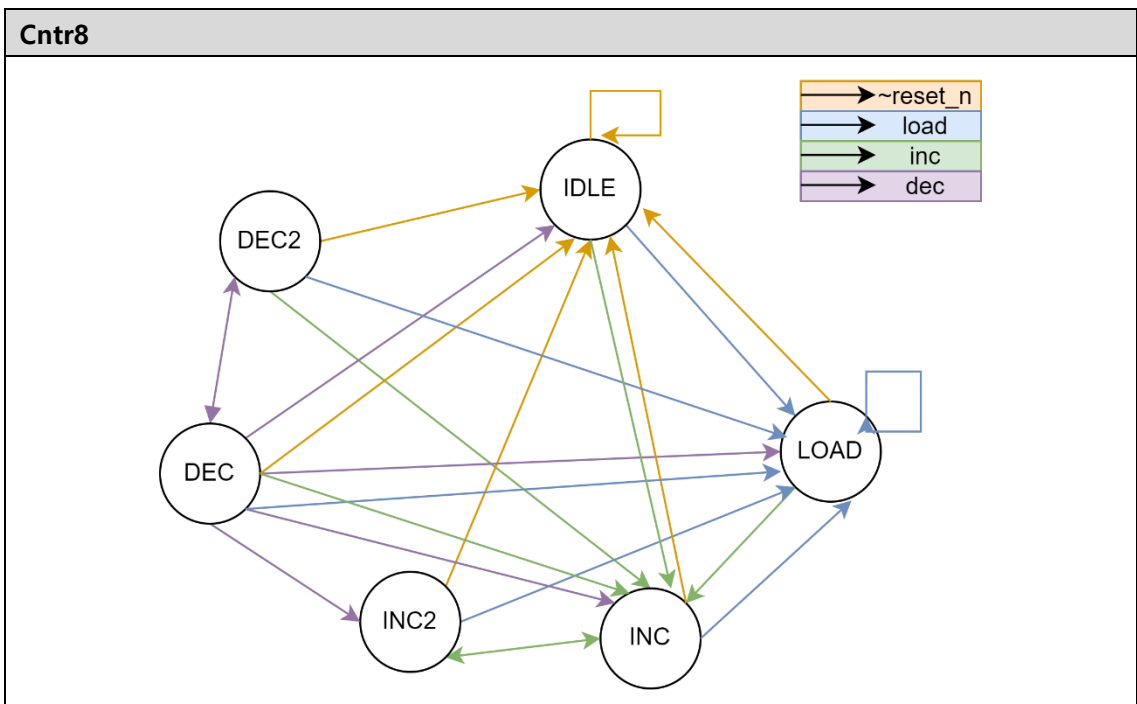 Cntr8
~reset_n
load
inc
dec
IDLE
DEC2
LOAD
DEC
INC2
INC